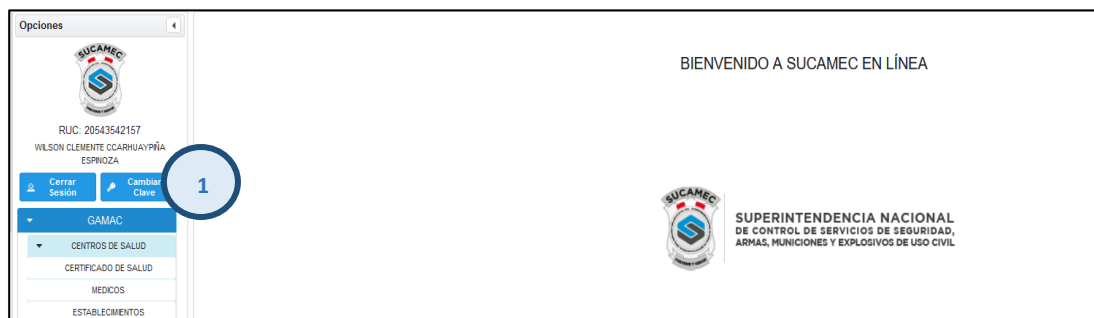 Opciones
SUCAMEC
RUC: 20543542157
WILSON CLEMENTE CCARHUAYPIÑA
ESPINOZA
Cerrar
Sesión
Cambiar
Clave
1
GAMAC
CENTROS DE SALUD
CERTIFICADO DE SALUD
MEDICOS
ESTABLECIMIENTOS
BIENVENIDO A SUCAMEC EN LÍNEA
SUCAMEC
SUPERINTENDENCIA NACIONAL
DE CONTROL DE SERVICIOS DE SEGURIDAD,
ARMAS, MUNICIONES Y EXPLOSIVOS DE USO CIVIL